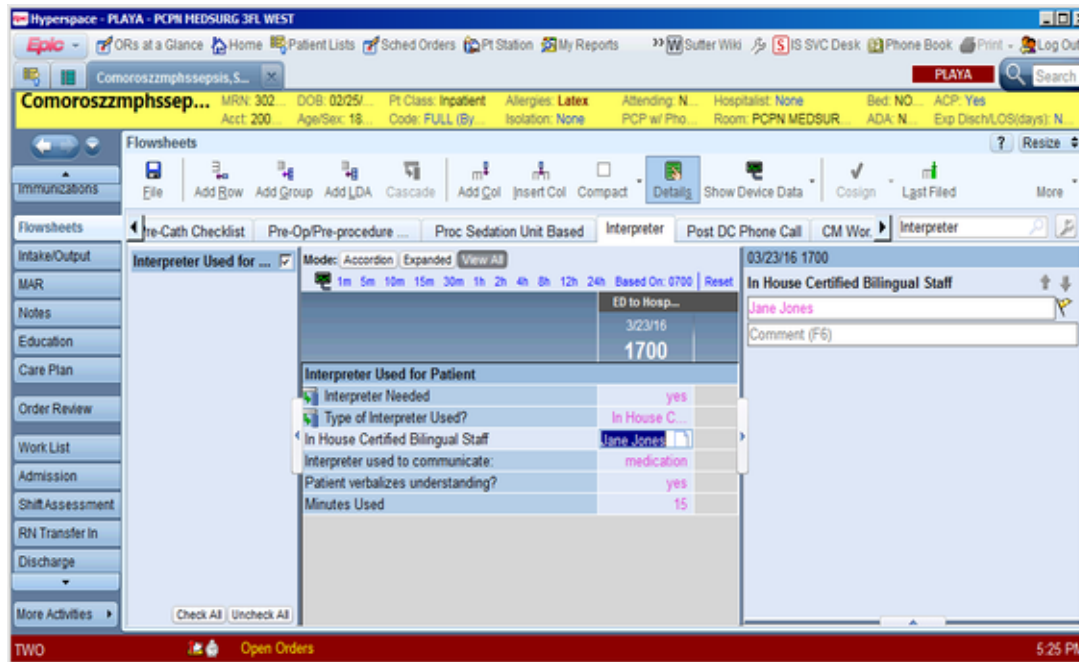 Hyperspace - PLAYA - PCPN MEDSURG 3FL WEST
Epic ORs at a Glance Home Patient Lists Sched Orders Pt Station My Reports Sutter Wiki IS SVC Desk Phone Book Print Log Out
Comoroszzmphssepsis,S... PLAYA Search
Comoroszzmphssep... MRN: 302... DOB: 02/25/... Pt Class: Inpatient Allergies: Latex Attending: N... Hospitalist: None Bed: NO... ACP: Yes
Acct: 200... Age/Sex: 18... Code: FULL (By... Isolation: None PCP w/ Pho... Room: PCPN MEDSUR... ADA: N... Exp Disch/LOS(days): N...
Flowsheets ? Resize
File Add Row Add Group Add LDA Cascade Add Col Insert Col Compact Details Show Device Data Cosign Last Filed More
re-Cath Checklist Pre-Op/Pre-procedure ... Proc Sedation Unit Based Interpreter Post DC Phone Call CM Wor. Interpreter
Immunizations
Flowsheets
Intake/Output
MAR
Notes
Education
Care Plan
Order Review
Work List
Admission
Shift Assessment
RN Transfer In
Discharge
More Activities
Interpreter Used for ...
Check All Uncheck All
Mode: Accordion Expanded View All
1m 5m 10m 15m 30m 1h 2h 4h 8h 12h 24h Based On: 0700 Reset
ED to Hosp...
3/23/16
1700
Interpreter Used for Patient
Interpreter Needed yes
Type of Interpreter Used? In House C...
In House Certified Bilingual Staff Jane Jones
Interpreter used to communicate: medication
Patient verbalizes understanding? yes
Minutes Used 15
03/23/16 1700
In House Certified Bilingual Staff
Jane Jones
Comment (F6)
TWO Open Orders 5:25 PM